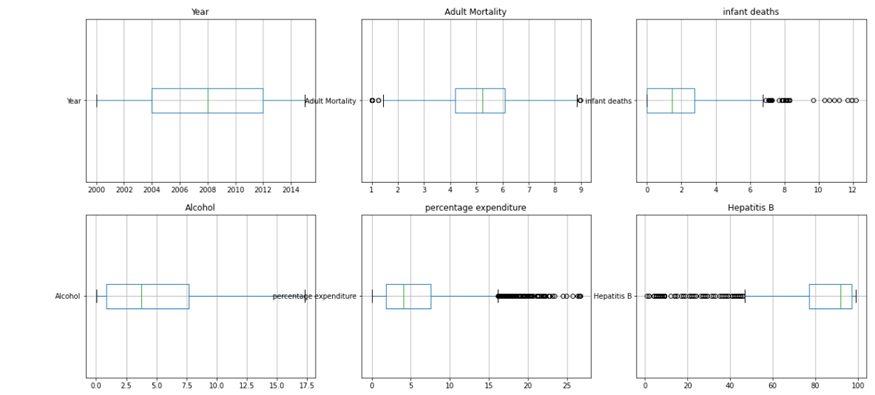 Year
Adult Mortality
infant deaths
Year
Adult Mortality
infant deaths
2000 2002 2004 2006 2008 2010 2012 2014
1 2 3 4 5 6 7 8 9
0 2 4 6 8 10 12
Alcohol
percentage expenditure
Hepatitis B
Alcohol
percentage expenditure
Hepatitis B
0.0 2.5 5.0 7.5 10.0 12.5 15.0 17.5
0 5 10 15 20 25
0 20 40 60 80 100